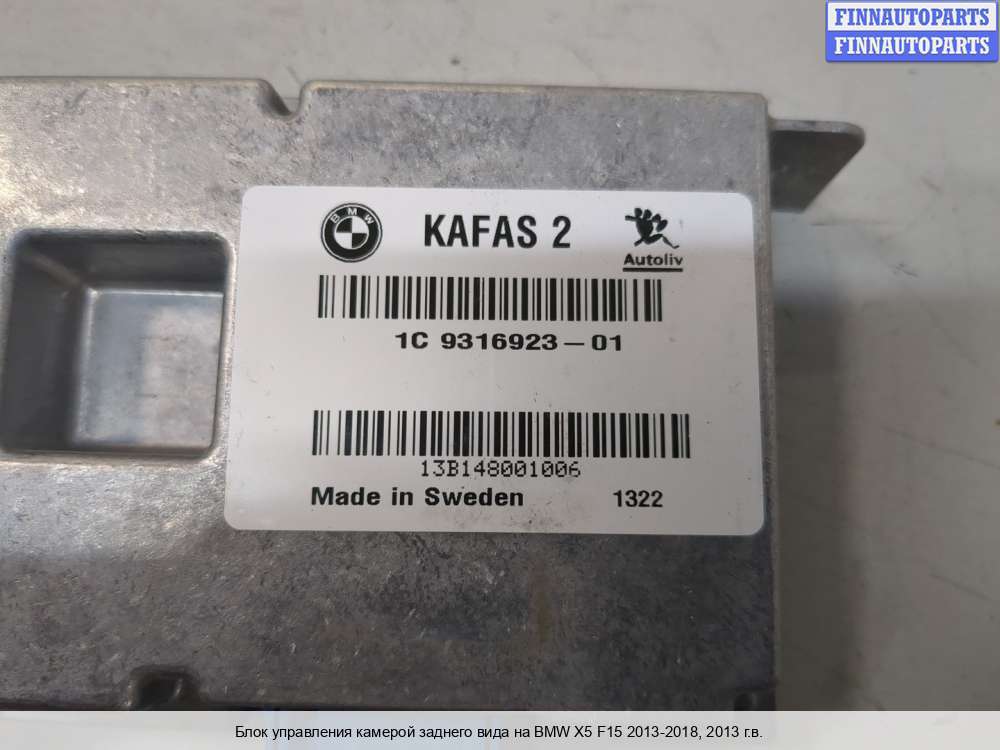 FINNAUTOPARTS
FINNAUTOPARTS
BMW
KAFAS 2
Autoliv
1C 9316923-01
13B148001006
Made in Sweden 1322
Блок управления камерой заднего вида на BMW X5 F15 2013-2018, 2013 г.в.